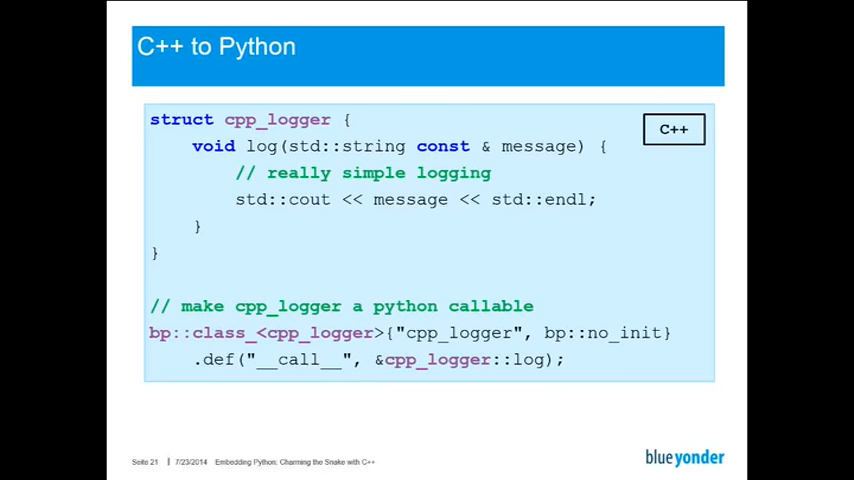 C++ to Python
struct cpp_logger {
C++
void log(std::string const & message) {
// really simple logging
std::cout << message << std::endl;
}
}
// make cpp_logger a python callable
bp::class_<cpp_logger>{"cpp_logger", bp::no_init}
.def("__call__", &cpp_logger::log);
Seite 21 | 7/23/2014 Embedding Python: Charming the Snake with C++
blueyonder